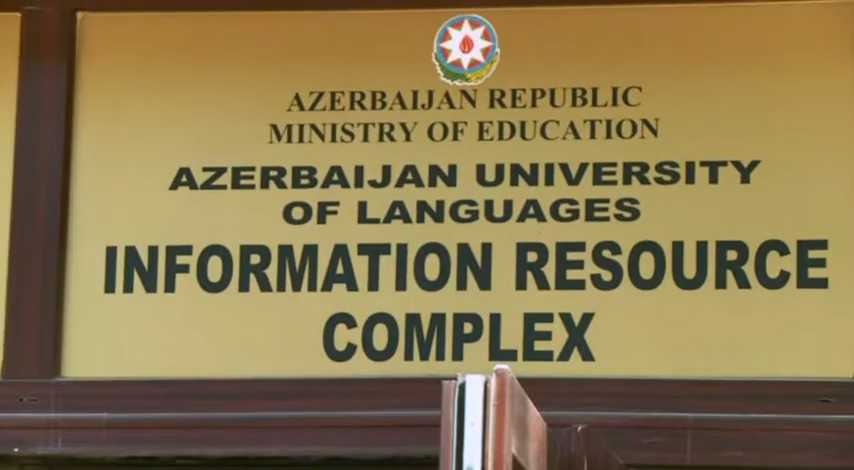 AZERBAIJAN REPUBLIC
MINISTRY OF EDUCATION
AZERBAIJAN UNIVERSITY
OF LANGUAGES
INFORMATION RESOURCE
COMPLEX